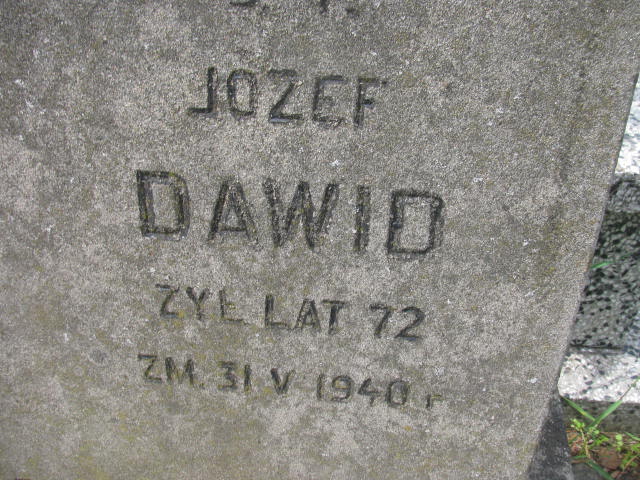 JOZEF
DAWID
ZYŁ LAT 72
ZM. 31 V 1940 r